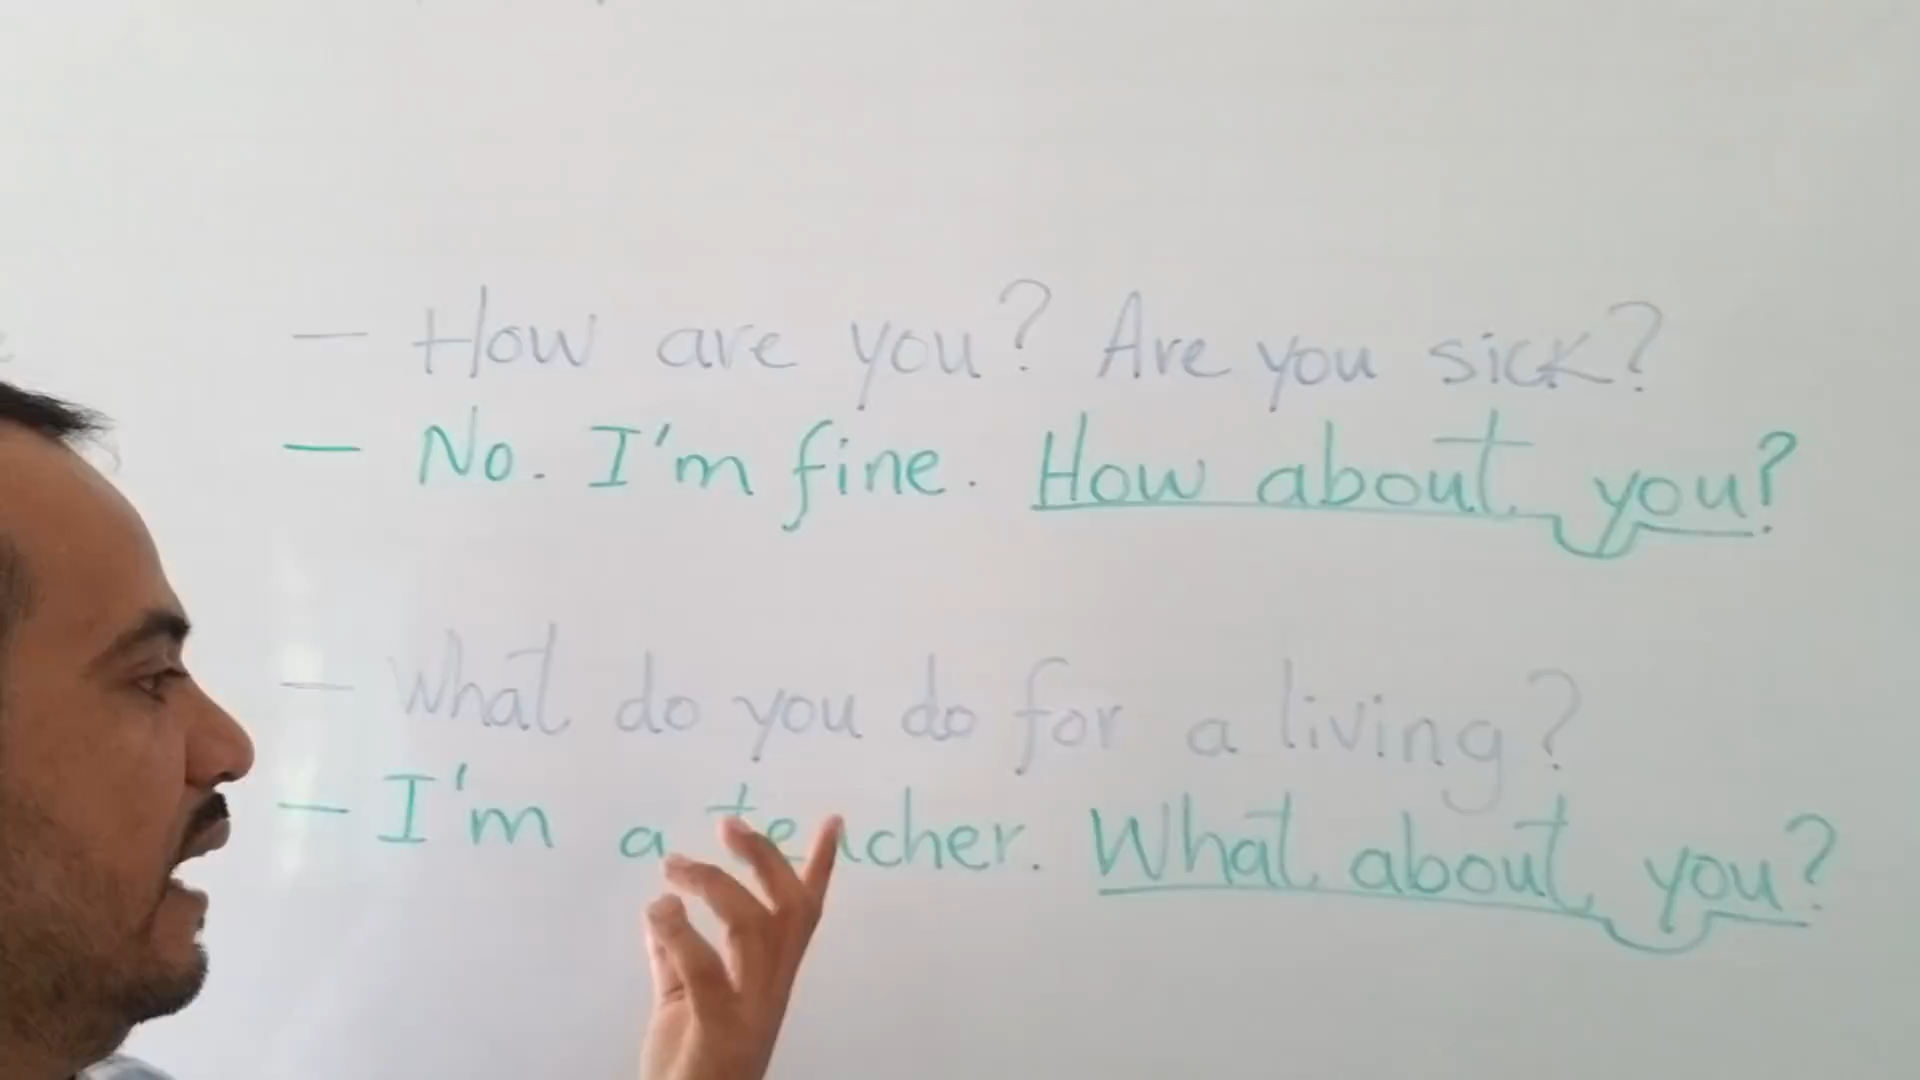 — How are you? Are you sick?
— No. I'm fine. How about you?
— What do you do for a living?
— I'm a teacher. What about you?